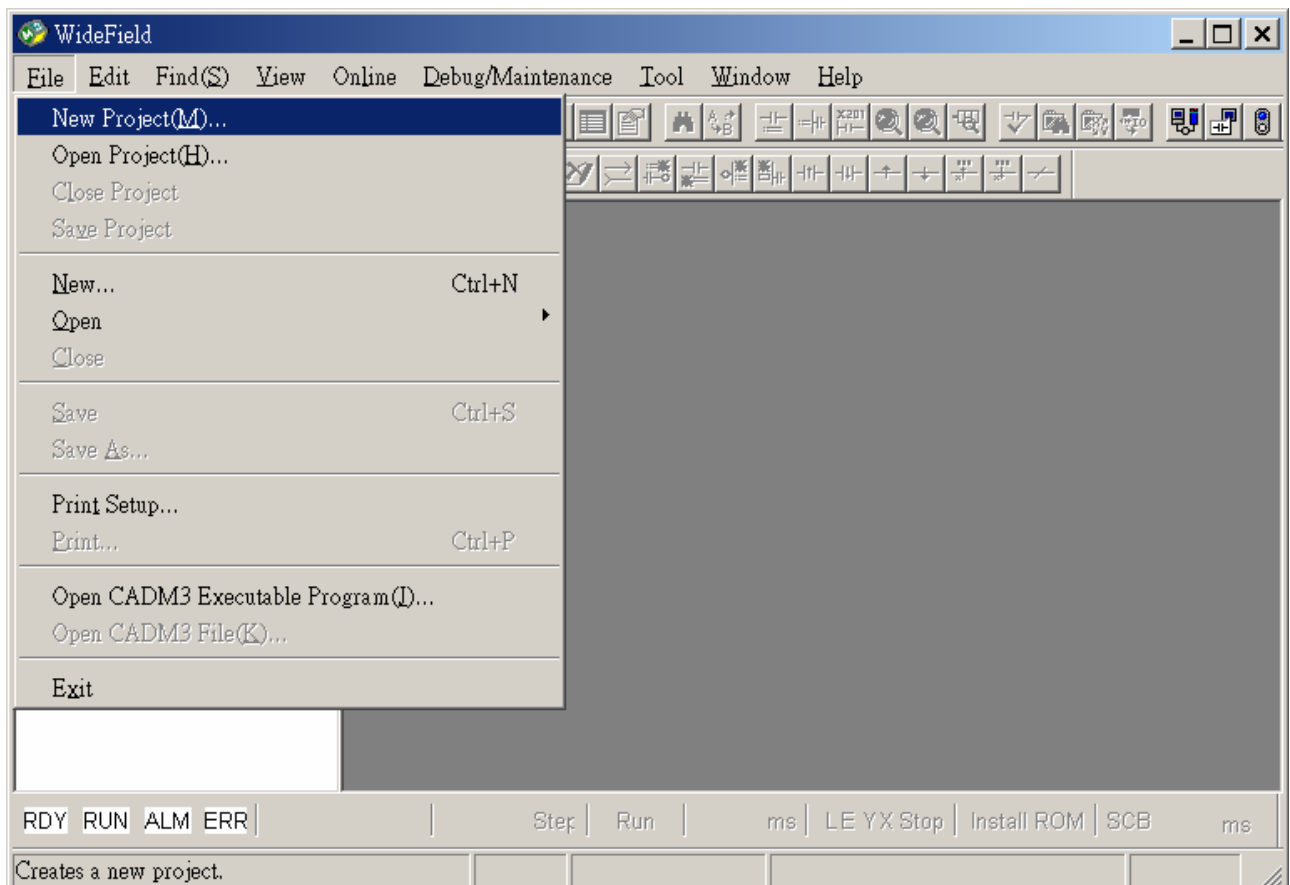 WideField
File Edit Find(S) View Online Debug/Maintenance Tool Window Help
New Project(M)...
Open Project(H)...
Close Project
Save Project
New... Ctrl+N
Open
Close
Save Ctrl+S
Save As...
Print Setup...
Print... Ctrl+P
Open CADM3 Executable Program(J)...
Open CADM3 File(K)...
Exit
RDY RUN ALM ERR Step Run ms LE YX Stop Install ROM SCB ms
Creates a new project.